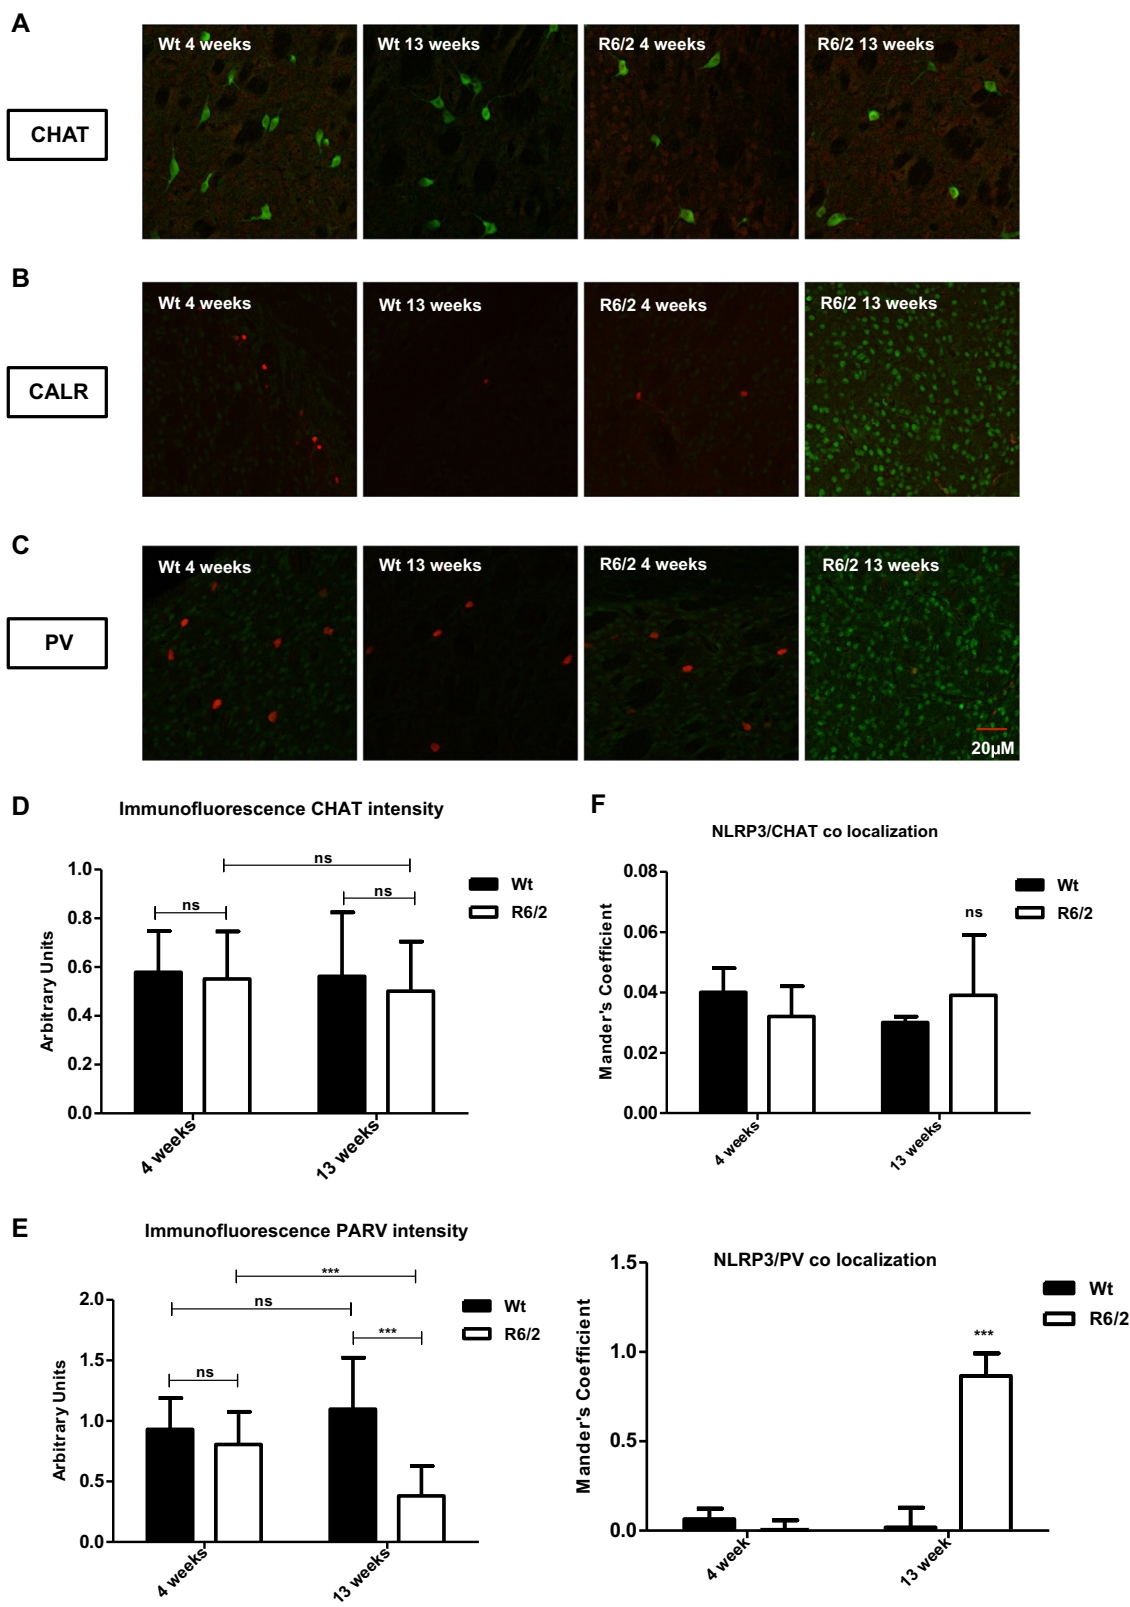 A
CHAT
Wt 4 weeks
Wt 13 weeks
R6/2 4 weeks
R6/2 13 weeks
B
CALR
Wt 4 weeks
Wt 13 weeks
R6/2 4 weeks
R6/2 13 weeks
C
PV
Wt 4 weeks
Wt 13 weeks
R6/2 4 weeks
R6/2 13 weeks
20μM
D
Immunofluorescence CHAT intensity
Arbitrary Units
1.0
0.8
0.6
0.4
0.2
0.0
ns
ns
ns
Wt
R6/2
4 weeks
13 weeks
F
NLRP3/CHAT co localization
Mander's Coefficient
0.08
0.06
0.04
0.02
0.00
ns
Wt
R6/2
4 weeks
13 weeks
E
Immunofluorescence PARV intensity
Arbitrary Units
2.0
1.5
1.0
0.5
0.0
***
ns
***
ns
Wt
R6/2
4 weeks
13 weeks
NLRP3/PV co localization
Mander's Coefficient
1.5
1.0
0.5
0.0
***
Wt
R6/2
4 week
13 week